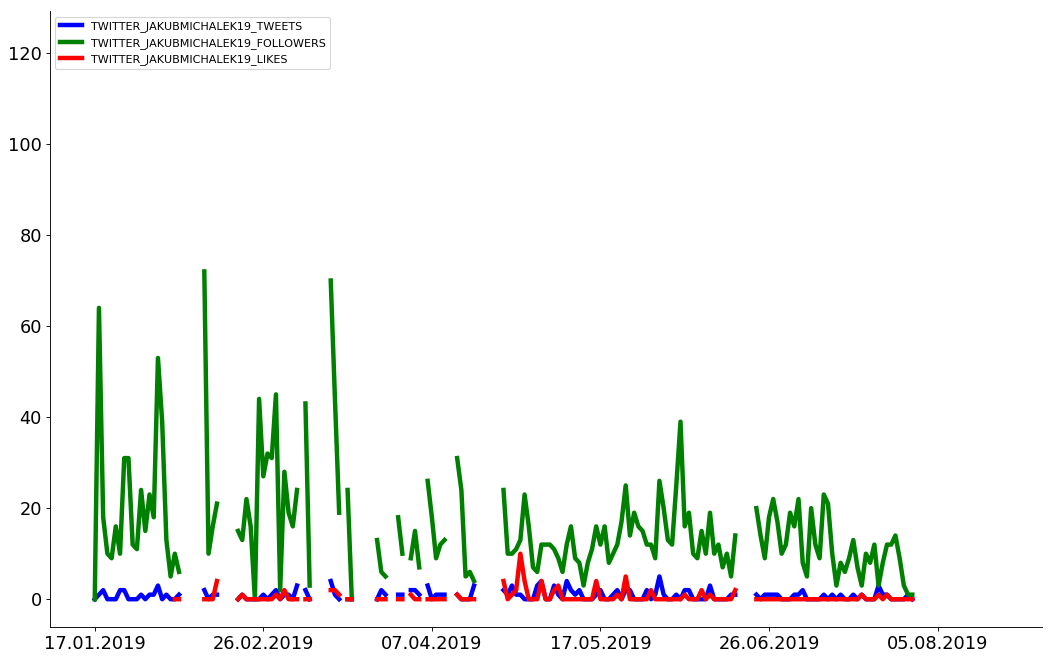 TWITTER_JAKUBMICHALEK19_TWEETS
TWITTER_JAKUBMICHALEK19_FOLLOWERS
TWITTER_JAKUBMICHALEK19_LIKES
120
100
80
60
40
20
0
17.01.2019 26.02.2019 07.04.2019 17.05.2019 26.06.2019 05.08.2019